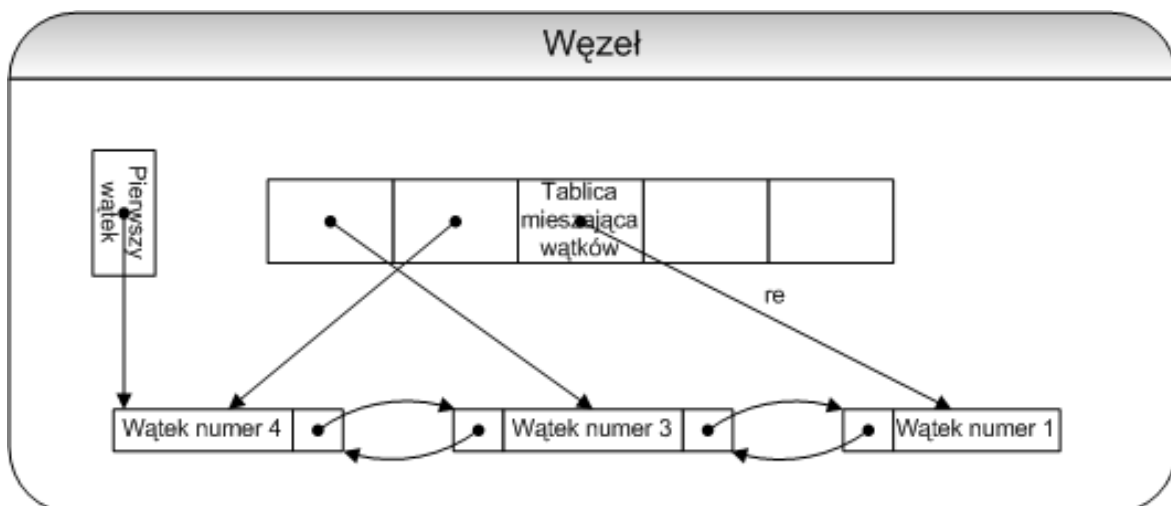 Węzeł
Pierwszy
wątek
Tablica
mieszająca
wątków
re
Wątek numer 4
Wątek numer 3
Wątek numer 1